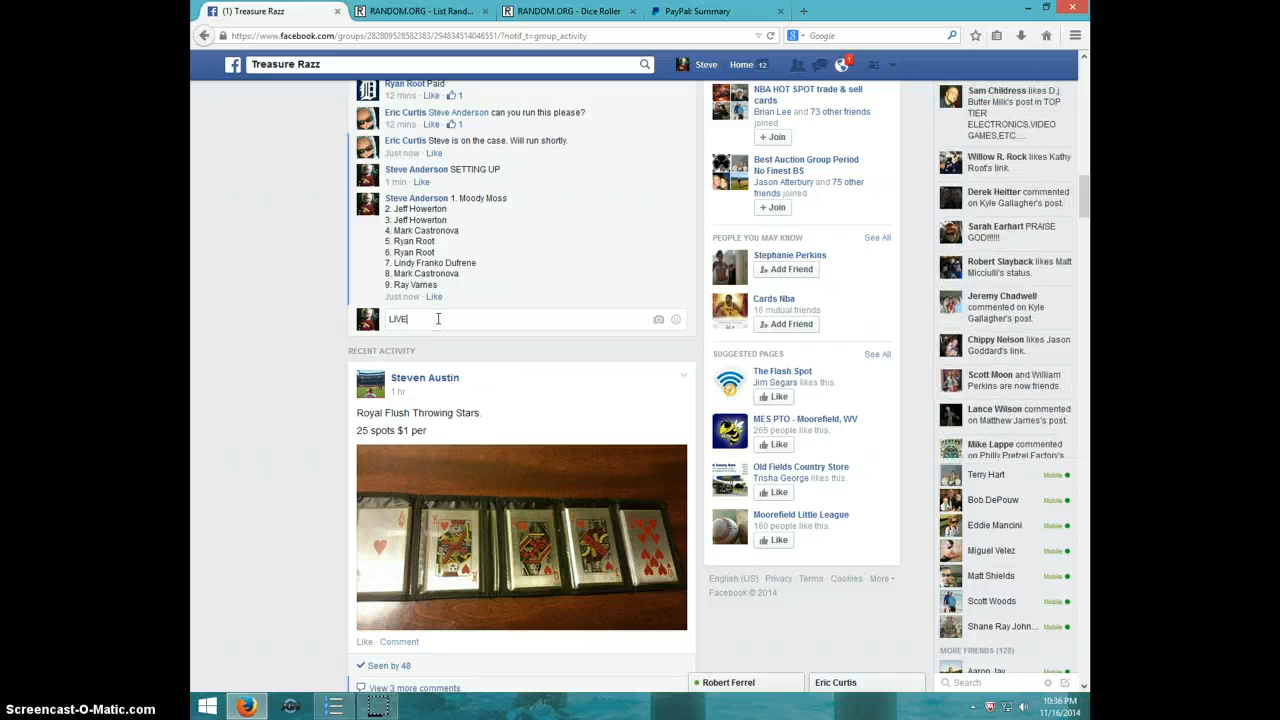 (1) Treasure Razz
RANDOM.ORG - List Rand...
RANDOM.ORG - Dice Roller
PayPal: Summary
https://www.facebook.com/groups/282809528582383/294834514046551/?notif_t=group_activity
Google
Treasure Razz
Steve
Home 12
1
Ryan Root Paid
12 mins · Like · 1
Eric Curtis Steve Anderson can you run this please?
12 mins · Like · 1
Eric Curtis Steve is on the case. Will run shortly.
Just now · Like
Steve Anderson SETTING UP
1 min · Like
Steve Anderson 1. Moody Moss
2. Jeff Howerton
3. Jeff Howerton
4. Mark Castronova
5. Ryan Root
6. Ryan Root
7. Lindy Franko Dufrene
8. Mark Castronova
9. Ray Varnes
Just now · Like
LIVE
RECENT ACTIVITY
Steven Austin
1 hr
Royal Flush Throwing Stars.
25 spots $1 per
Like · Comment
Seen by 48
View 3 more comments
NBA HOT SPOT trade & sell
cards
Brian Lee and 73 other friends
joined
+ Join
Best Auction Group Period
No Finest BS
Jason Atterbury and 75 other
friends joined
+ Join
PEOPLE YOU MAY KNOW
See All
Stephanie Perkins
Add Friend
Cards Nba
16 mutual friends
Add Friend
SUGGESTED PAGES
See All
The Flash Spot
Jim Segars likes this.
Like
MES PTO - Moorefield, WV
265 people like this.
Like
Old Fields Country Store
Trisha George likes this.
Like
Moorefield Little League
160 people like this.
Like
English (US) · Privacy · Terms · Cookies · More
Facebook © 2014
Sam Childress likes D.j.
Butter Milk's post in TOP
TIER
ELECTRONICS,VIDEO
GAMES,ETC....
Willow R. Rock likes Kathy
Root's link.
Derek Heitter commented
on Kyle Gallagher's post.
Sarah Earhart PRAISE
GOD!!!!!!
Robert Slayback likes Matt
Micciulli's status.
Jeremy Chadwell
commented on Kyle
Gallagher's post.
Chippy Nelson likes Jason
Goddard's link.
Scott Moon and William
Perkins are now friends.
Lance Wilson commented
on Matthew James's post.
Mike Lappe commented
on Philly Pretzel Factory's
Terry Hart Mobile
Bob DePouw Mobile
Eddie Mancini Mobile
Miguel Velez Mobile
Matt Shields Mobile
Scott Woods Mobile
Shane Ray John... Mobile
MORE FRIENDS (128)
Aaron Jay
Search
Robert Ferrel
Eric Curtis
10:36 PM
11/16/2014
Screencast-O-Matic.com